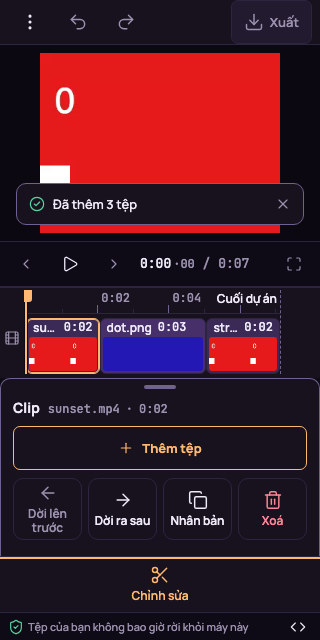 Xuất
0
Đã thêm 3 tệp
0:00·00 / 0:07
0:02 0:04 Cuối dự án
su… 0:02 dot.png 0:03 str… 0:02
Clip sunset.mp4 · 0:02
+ Thêm tệp
Dời lên trước
Dời ra sau
Nhân bản
Xoá
Chỉnh sửa
Tệp của bạn không bao giờ rời khỏi máy này